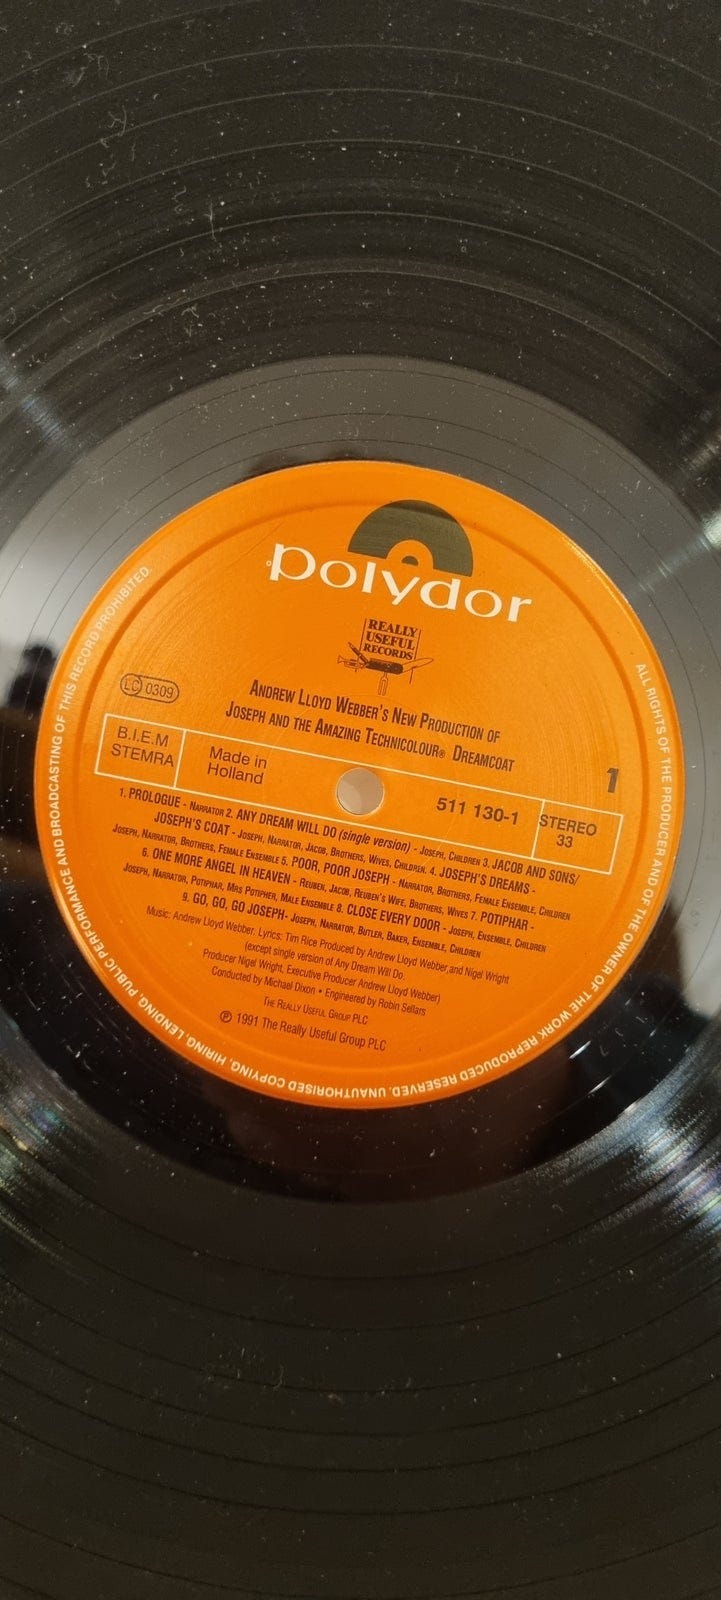 polydor
REALLY
USEFUL
RECORDS
LC 0309
ANDREW LLOYD WEBBER'S NEW PRODUCTION OF
JOSEPH AND THE AMAZING TECHNICOLOUR® DREAMCOAT
B.I.E.M
STEMRA
Made in
Holland
1
511 130-1
STEREO
33
1. PROLOGUE - NARRATOR 2. ANY DREAM WILL DO (single version) - JOSEPH, CHILDREN 3. JACOB AND SONS/
JOSEPH'S COAT - JOSEPH, NARRATOR, JACOB, BROTHERS, WIVES, CHILDREN. 4. JOSEPH'S DREAMS -
JOSEPH, NARRATOR, BROTHERS, FEMALE ENSEMBLE 5. POOR, POOR JOSEPH - NARRATOR, BROTHERS, FEMALE ENSEMBLE, CHILDREN
6. ONE MORE ANGEL IN HEAVEN - REUBEN, JACOB, REUBEN'S WIFE, BROTHERS, WIVES 7. POTIPHAR -
JOSEPH, NARRATOR, POTIPHAR, MRS POTIPHER, MALE ENSEMBLE 8. CLOSE EVERY DOOR - JOSEPH, ENSEMBLE, CHILDREN
9. GO, GO, GO JOSEPH- JOSEPH, NARRATOR, BUTLER, BAKER, ENSEMBLE, CHILDREN
Music: Andrew Lloyd Webber, Lyrics: Tim Rice Produced by Andrew Lloyd Webber,and Nigel Wright
(except single version of Any Dream Will Do.
Producer Nigel Wright, Executive Producer Andrew Lloyd Webber)
Conducted by Michael Dixon • Engineered by Robin Sellars
THE REALLY USEFUL GROUP PLC
℗ 1991 The Really Useful Group PLC
ALL RIGHTS OF THE PRODUCER AND OF THE OWNER OF THE WORK REPRODUCED RESERVED. UNAUTHORISED COPYING, HIRING, LENDING, PUBLIC PERFORMANCE AND BROADCASTING OF THIS RECORD PROHIBITED.